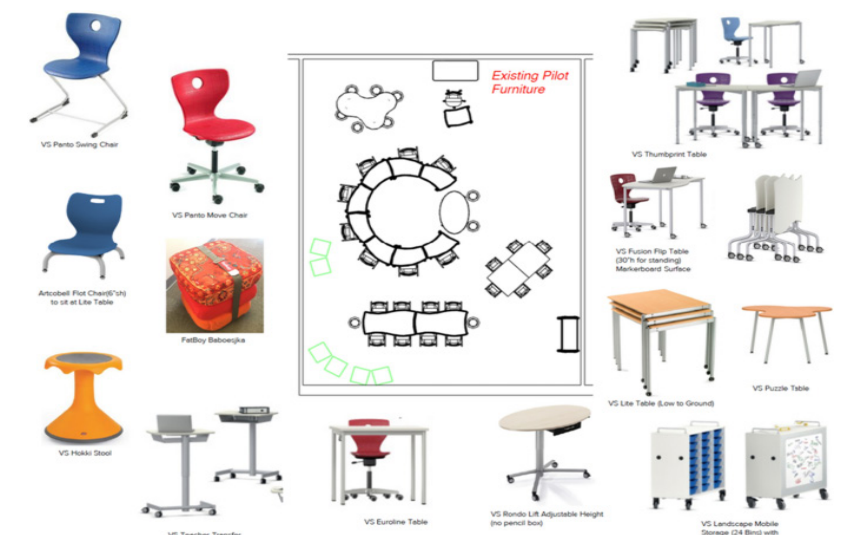 Existing Pilot
Furniture
VS Panto Swing Chair
VS Panto Move Chair
VS Thumbprint Table
Artcobell Flot Chair(6"sh)
to sit at Lite Table
VS Fusion Flip Table
(30"h for standing)
Markerboard Surface
FatBoy Baboesjka
VS Lite Table (Low to Ground)
VS Puzzle Table
VS Hokki Stool
VS Teacher Transfer
VS Euroline Table
VS Rondo Lift Adjustable Height
(no pencil box)
VS Landscape Mobile
Storage (24 Bins) with